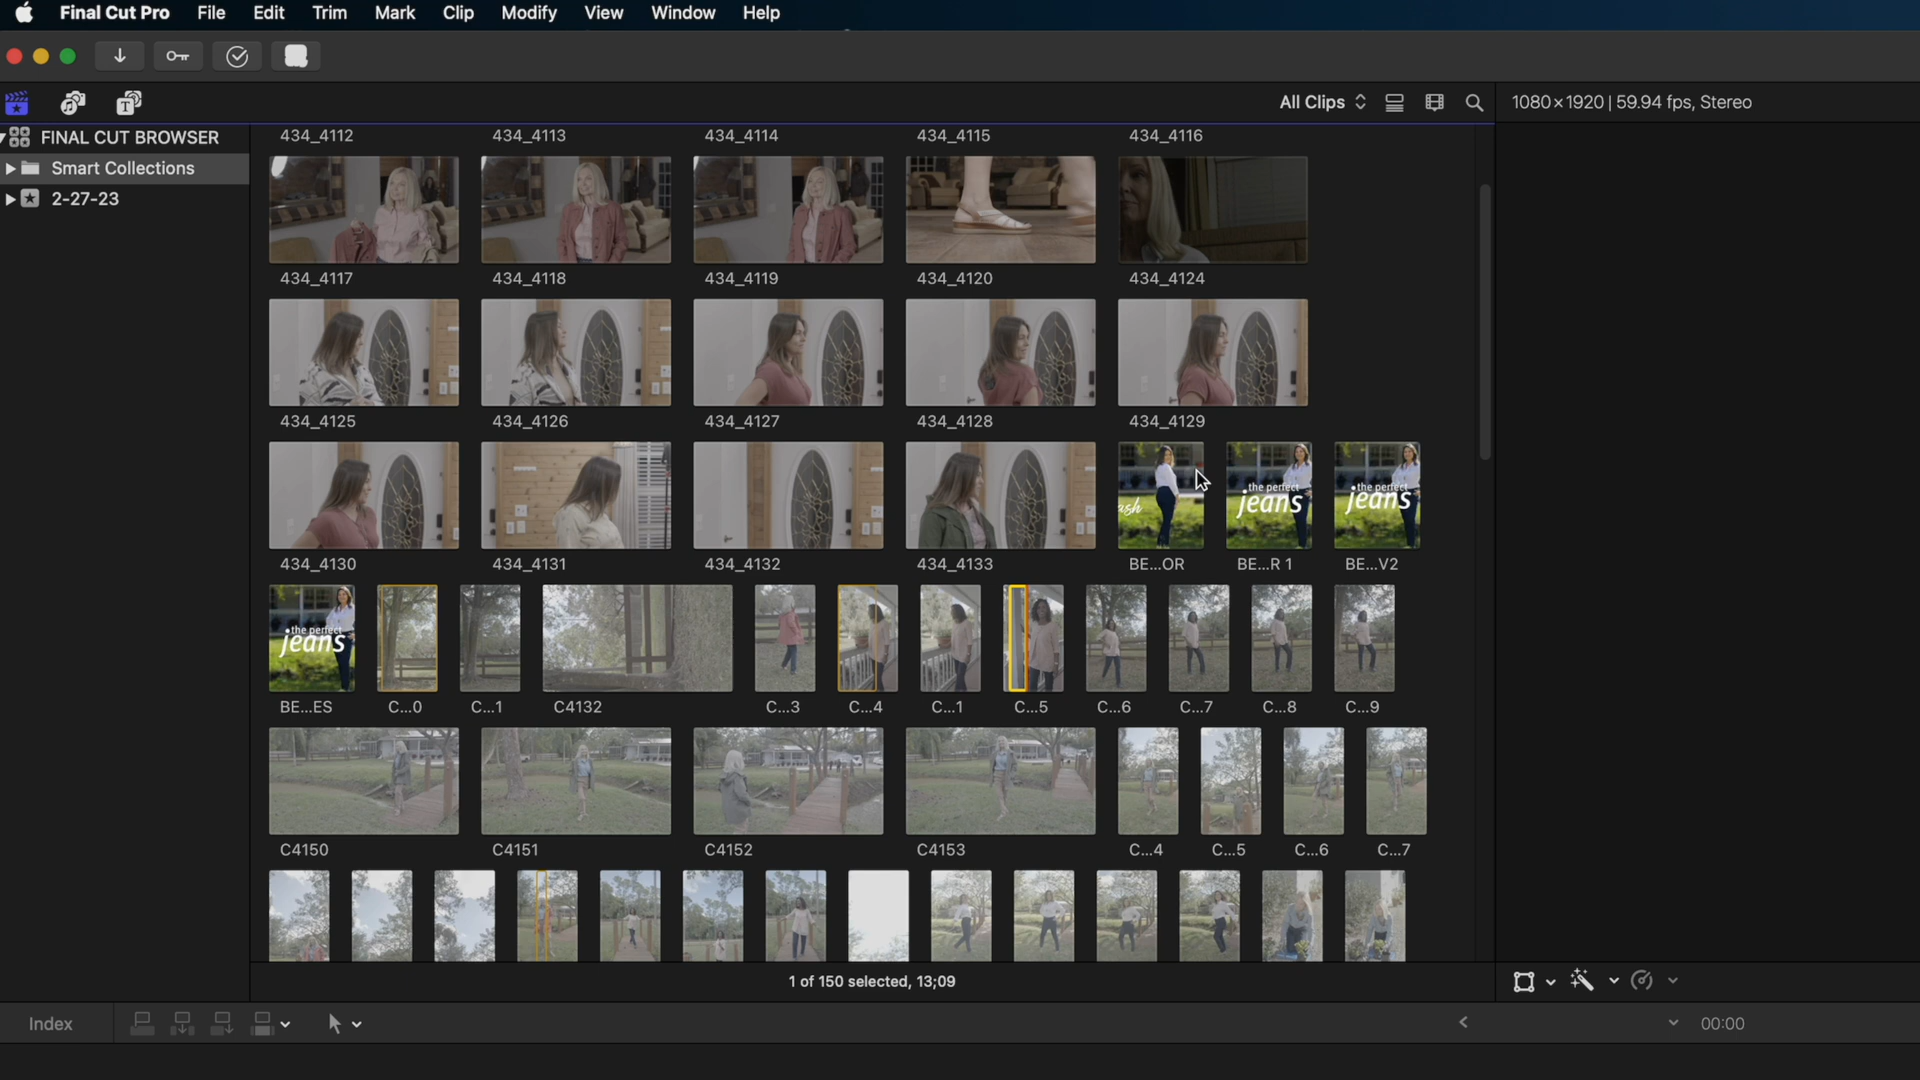 Final Cut Pro File Edit Trim Mark Clip Modify View Window Help
All Clips
1080×1920 | 59.94 fps, Stereo
FINAL CUT BROWSER
Smart Collections
2-27-23
434_4112 434_4113 434_4114 434_4115 434_4116
434_4117 434_4118 434_4119 434_4120 434_4124
434_4125 434_4126 434_4127 434_4128 434_4129
ash
the perfect
jeans
the perfect
jeans
434_4130 434_4131 434_4132 434_4133 BE...OR BE...R 1 BE...V2
the perfect
jeans
BE...ES C...0 C...1 C4132 C...3 C...4 C...1 C...5 C...6 C...7 C...8 C...9
C4150 C4151 C4152 C4153 C...4 C...5 C...6 C...7
1 of 150 selected, 13;09
Index
00:00